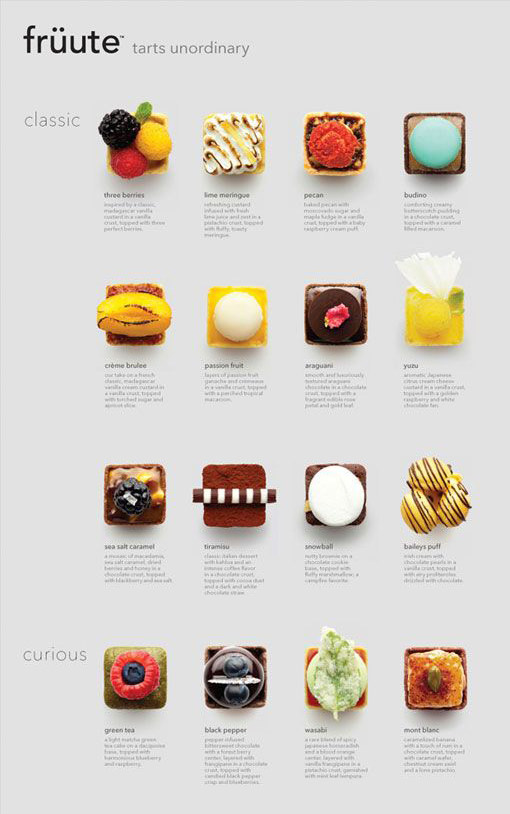 früute™ tarts unordinary
classic
three berries
inspired by a classic,
madagascar vanilla
custard in a vanilla
crust, topped with three
perfect berries.
lime meringue
refreshing custard
infused with fresh
lime juice and zest in a
pistachio crust, topped
with fluffy, toasty
meringue.
pecan
baked pecan with
moscovado sugar and
maple fudge in a vanilla
crust, topped with a baby
raspberry cream puff.
budino
comforting creamy
butterscotch pudding
in a chocolate crust,
topped with a caramel
filled macaron.
crème brulee
our take on a french
classic, madagascar
vanilla cream custard in
a vanilla crust, topped
with torched sugar and
apricot slice.
passion fruit
layers of passion fruit
ganache and crémeaux
in a vanilla crust, topped
with a petite tropical
macaroon.
araguani
smooth and luxuriously
textured araguani
chocolate in a chocolate
crust, topped with a
fragrant edible rose
petal and gold leaf.
yuzu
aromatic Japanese
citrus cream cheese
custard in a vanilla crust,
topped with a golden
raspberry and white
chocolate fan.
sea salt caramel
a mosaic of macadamia,
sea salt caramel, dried
berries and honey in a
chocolate crust, topped
with blackberry and sea salt.
tiramisu
classic italian dessert
with kahlua and an
intense coffee flavor
in a chocolate crust,
topped with cocoa dust
and a dark and white
chocolate straw.
snowball
nutty brownie on a
chocolate cookie
base, topped with
fluffy marshmallow; a
campfire favorite.
baileys puff
irish cream with
chocolate pearls in a
vanilla crust, topped
with airy profiteroles
drizzled with chocolate.
curious
green tea
a light matcha green
tea cake on a dacquoise
base, topped with
harmonious blueberry
and raspberry.
black pepper
pepper-infused
bittersweet chocolate
with a forest berry
center, layered with
frangipane in a chocolate
crust, topped with
candied black pepper
crisp and blueberries.
wasabi
a rare blend of spicy
japanese horseradish
and a blood orange
center, layered with
vanilla frangipane in a
pistachio crust, garnished
with mint leaf tempura.
mont blanc
caramelized banana
with a touch of rum in a
chocolate crust, topped
with caramel wafer,
chestnut cream swirl
and a lone pistachio.